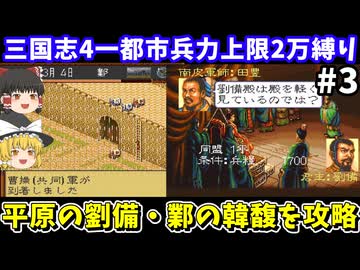 三国志4一都市兵力上限2万縛り
#3
3月 4日 鄴
南皮軍師:田豊
劉備殿は殿を軽く
見ているのでは?
同盟 1年
条件:兵糧 1700
君主:劉備
曹操(共同)軍が
到着しました
平原の劉備・鄴の韓馥を攻略